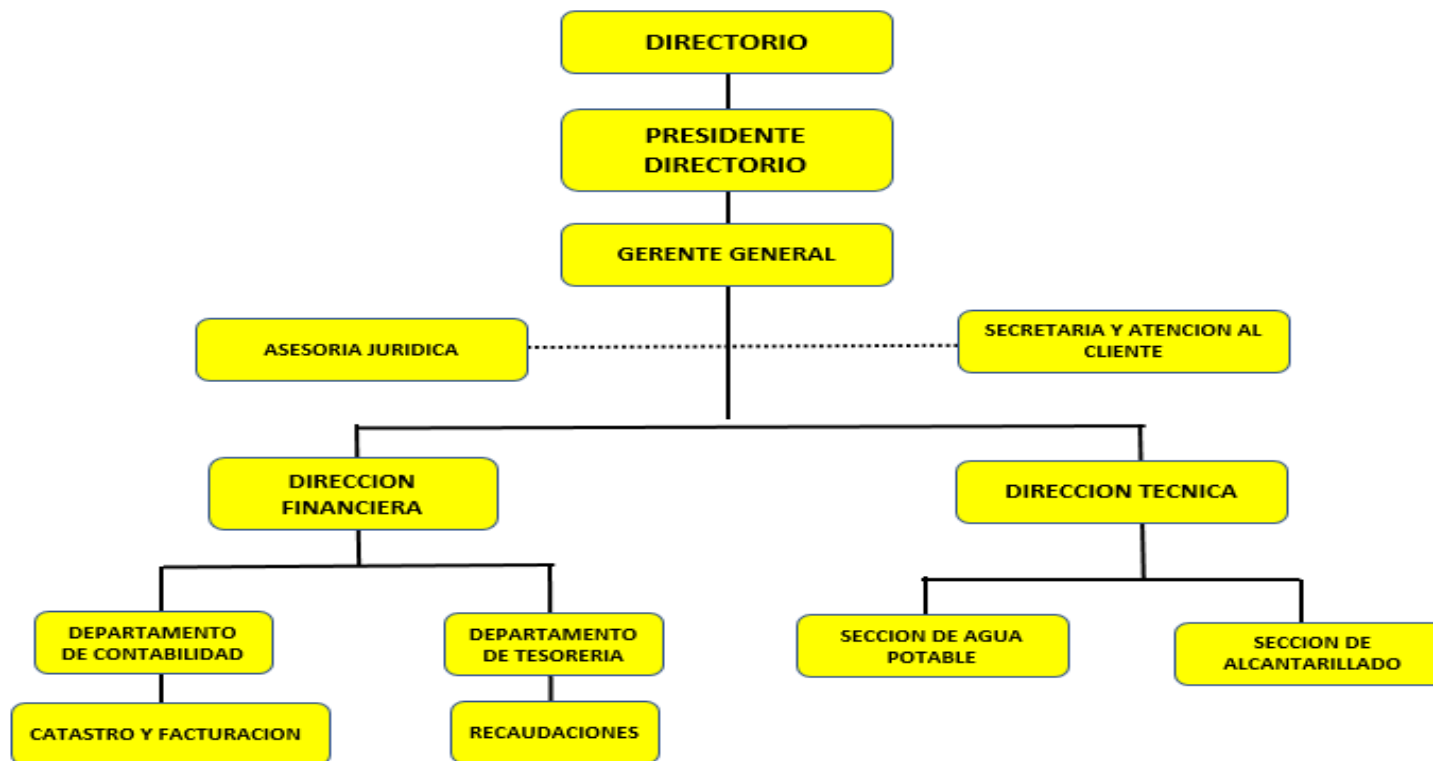 DIRECTORIO
PRESIDENTE
DIRECTORIO
GERENTE GENERAL
ASESORIA JURIDICA
SECRETARIA Y ATENCION AL
CLIENTE
DIRECCION
FINANCIERA
DIRECCION TECNICA
DEPARTAMENTO
DE CONTABILIDAD
DEPARTAMENTO
DE TESORERIA
SECCION DE AGUA
POTABLE
SECCION DE
ALCANTARILLADO
CATASTRO Y FACTURACION
RECAUDACIONES